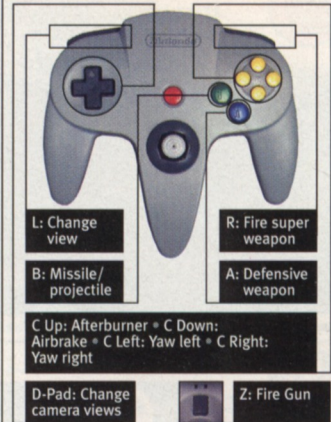 Nintendo
L: Change
view
R: Fire super
weapon
B: Missile/
projectile
A: Defensive
weapon
C Up: Afterburner • C Down:
Airbrake • C Left: Yaw left • C Right:
Yaw right
D-Pad: Change
camera views
Z: Fire Gun